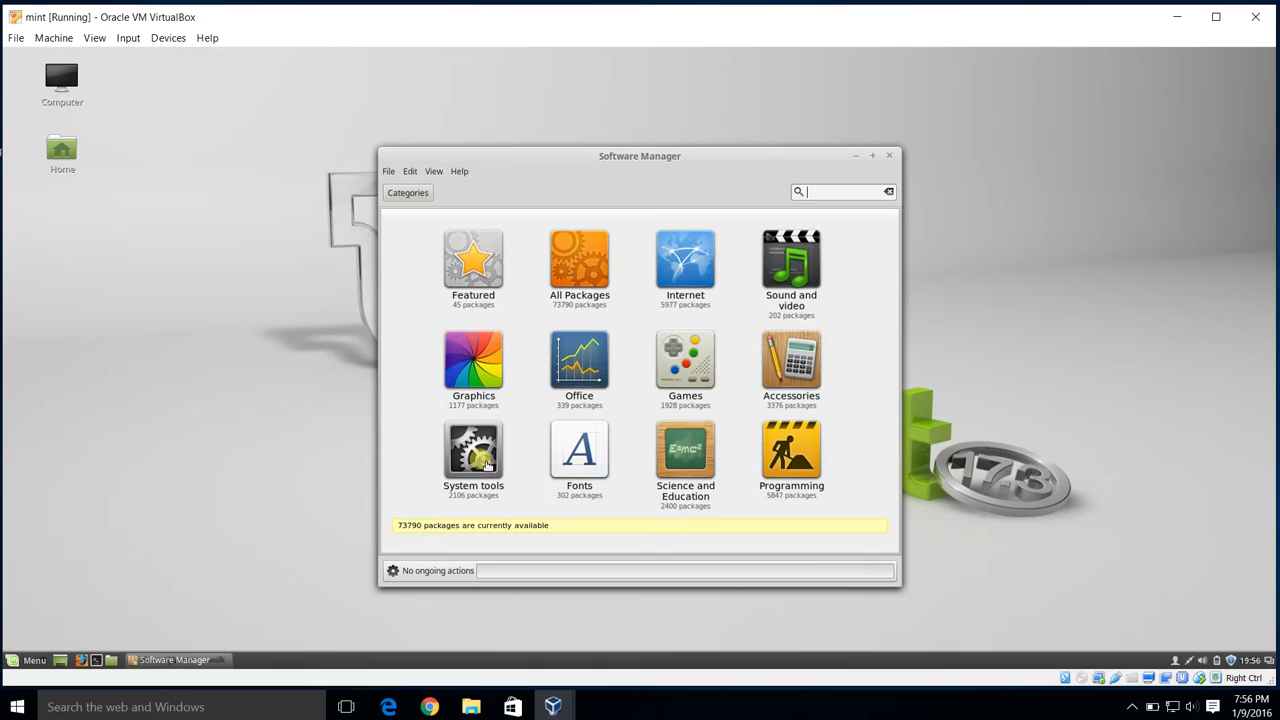 mint [Running] - Oracle VM VirtualBox
File Machine View Input Devices Help
Computer
Home
Software Manager
File Edit View Help
Categories
Featured
45 packages
All Packages
73790 packages
Internet
5977 packages
Sound and
video
202 packages
Graphics
1177 packages
Office
339 packages
Games
1928 packages
Accessories
3376 packages
System tools
2106 packages
Fonts
302 packages
E=mc²
Science and
Education
2400 packages
Programming
5847 packages
73790 packages are currently available
No ongoing actions
17.3
Menu Software Manager 19:56
Right Ctrl
Search the web and Windows
7:56 PM
1/9/2016